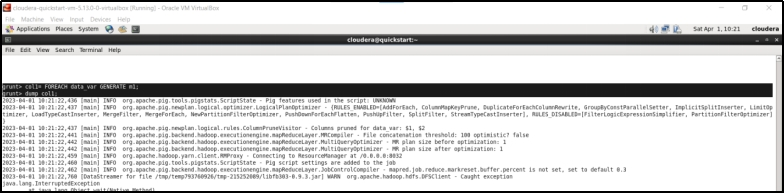 cloudera-quickstart-vm-5.13.0-0-virtualbox [Running] - Oracle VM VirtualBox
File Machine View Input Devices Help
Applications Places System Sat Apr 1, 10:21 cloudera
cloudera@quickstart:~
File Edit View Search Terminal Help
grunt> col1= FOREACH data_var GENERATE m1;
grunt> dump col1;
2023-04-01 10:21:22,436 [main] INFO org.apache.pig.tools.pigstats.ScriptState - Pig features used in the script: UNKNOWN
2023-04-01 10:21:22,437 [main] INFO org.apache.pig.newplan.logical.optimizer.LogicalPlanOptimizer - {RULES_ENABLED=[AddForEach, ColumnMapKeyPrune, DuplicateForEachColumnRewrite, GroupByConstParallelSetter, ImplicitSplitInserter, LimitOp
timizer, LoadTypeCastInserter, MergeFilter, MergeForEach, NewPartitionFilterOptimizer, PushDownForEachFlatten, PushUpFilter, SplitFilter, StreamTypeCastInserter], RULES_DISABLED=[FilterLogicExpressionSimplifier, PartitionFilterOptimizer]
}
2023-04-01 10:21:22,437 [main] INFO org.apache.pig.newplan.logical.rules.ColumnPruneVisitor - Columns pruned for data_var: $1, $2
2023-04-01 10:21:22,441 [main] INFO org.apache.pig.backend.hadoop.executionengine.mapReduceLayer.MRCompiler - File concatenation threshold: 100 optimistic? false
2023-04-01 10:21:22,442 [main] INFO org.apache.pig.backend.hadoop.executionengine.mapReduceLayer.MultiQueryOptimizer - MR plan size before optimization: 1
2023-04-01 10:21:22,442 [main] INFO org.apache.pig.backend.hadoop.executionengine.mapReduceLayer.MultiQueryOptimizer - MR plan size after optimization: 1
2023-04-01 10:21:22,459 [main] INFO org.apache.hadoop.yarn.client.RMProxy - Connecting to ResourceManager at /0.0.0.0:8032
2023-04-01 10:21:22,460 [main] INFO org.apache.pig.tools.pigstats.ScriptState - Pig script settings are added to the job
2023-04-01 10:21:22,462 [main] INFO org.apache.pig.backend.hadoop.executionengine.mapReduceLayer.JobControlCompiler - mapred.job.reduce.markreset.buffer.percent is not set, set to default 0.3
2023-04-01 10:21:22,760 [DataStreamer for file /tmp/temp793760926/tmp-215252889/libfb303-0.9.3.jar] WARN org.apache.hadoop.hdfs.DFSClient - Caught exception
java.lang.InterruptedException
at java.lang.Object.wait(Native Method)